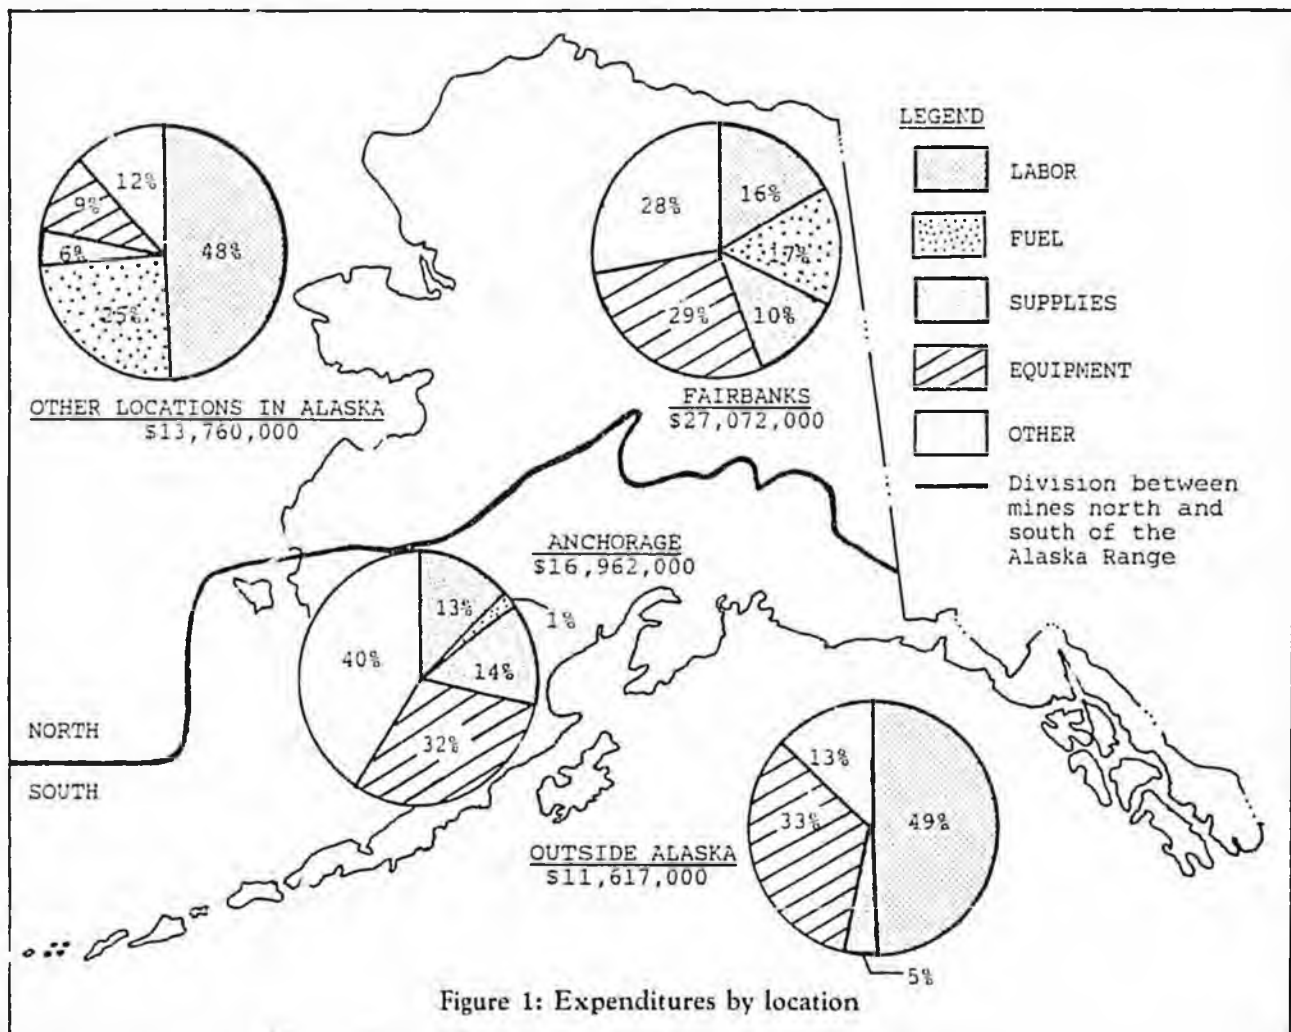 LEGEND
LABOR
FUEL
SUPPLIES
EQUIPMENT
OTHER
Division between
mines north and
south of the
Alaska Range
12%
9%
6%
48%
25%
OTHER LOCATIONS IN ALASKA
$13,760,000
28%
16%
17%
29%
10%
FAIRBANKS
$27,072,000
ANCHORAGE
$16,962,000
13%
1%
40%
14%
32%
NORTH
SOUTH
13%
33%
49%
5%
OUTSIDE ALASKA
$11,617,000
Figure 1: Expenditures by location